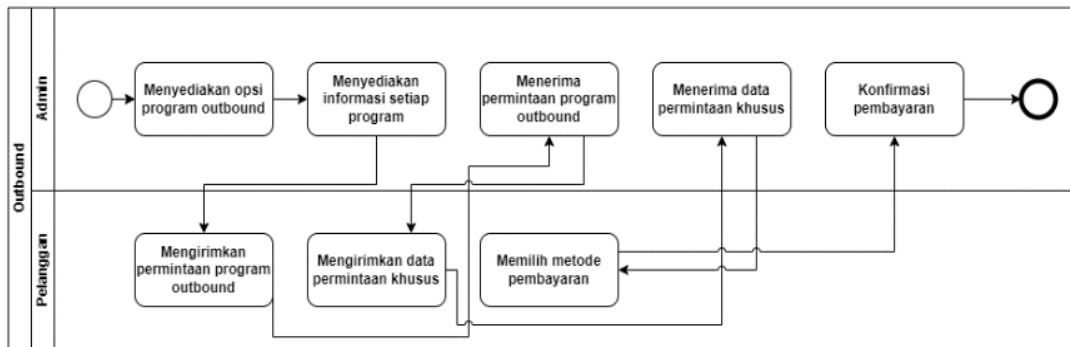 Outbound
Admin
Menyediakan opsi
program outbound
Menyediakan
informasi setiap
program
Menerima
permintaan program
outbound
Menerima data
permintaan khusus
Konfirmasi
pembayaran
Pelanggan
Mengirimkan
permintaan program
outbound
Mengirimkan data
permintaan khusus
Memilih metode
pembayaran